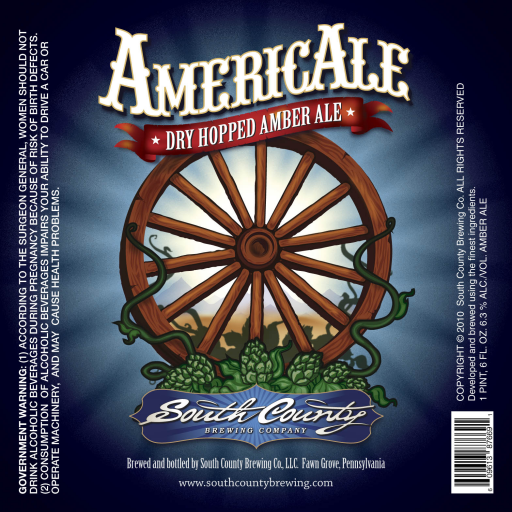 AMERICALE
★ DRY HOPPED AMBER ALE ★
South County
BREWING COMPANY
Brewed and bottled by South County Brewing Co., LLC. Fawn Grove, Pennsylvania
www.southcountybrewing.com
GOVERNMENT WARNING: (1) ACCORDING TO THE SURGEON GENERAL, WOMEN SHOULD NOT
DRINK ALCOHOLIC BEVERAGES DURING PREGNANCY BECAUSE OF RISK OF BIRTH DEFECTS.
(2) CONSUMPTION OF ALCOHOLIC BEVERAGES IMPAIRS YOUR ABILITY TO DRIVE A CAR OR
OPERATE MACHINERY, AND MAY CAUSE HEALTH PROBLEMS.
COPYRIGHT © 2010 South County Brewing Co. ALL RIGHTS RESERVED
Developed and brewed using the finest ingredients.
1 PINT, 6 FL. OZ. 6.3 % ALC./VOL. AMBER ALE